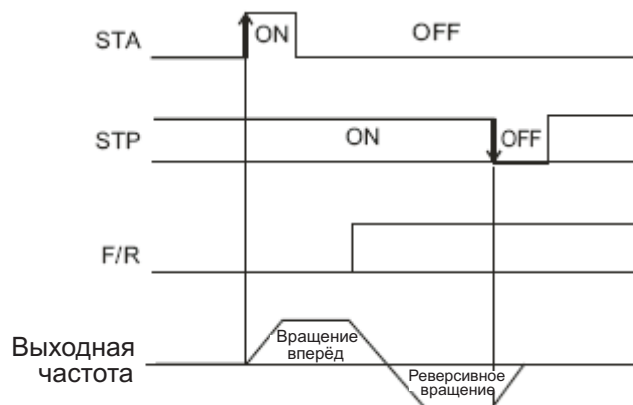 STA ON OFF
STP ON OFF
F/R
Выходная
частота
Вращение
вперёд
Реверсивное
вращение